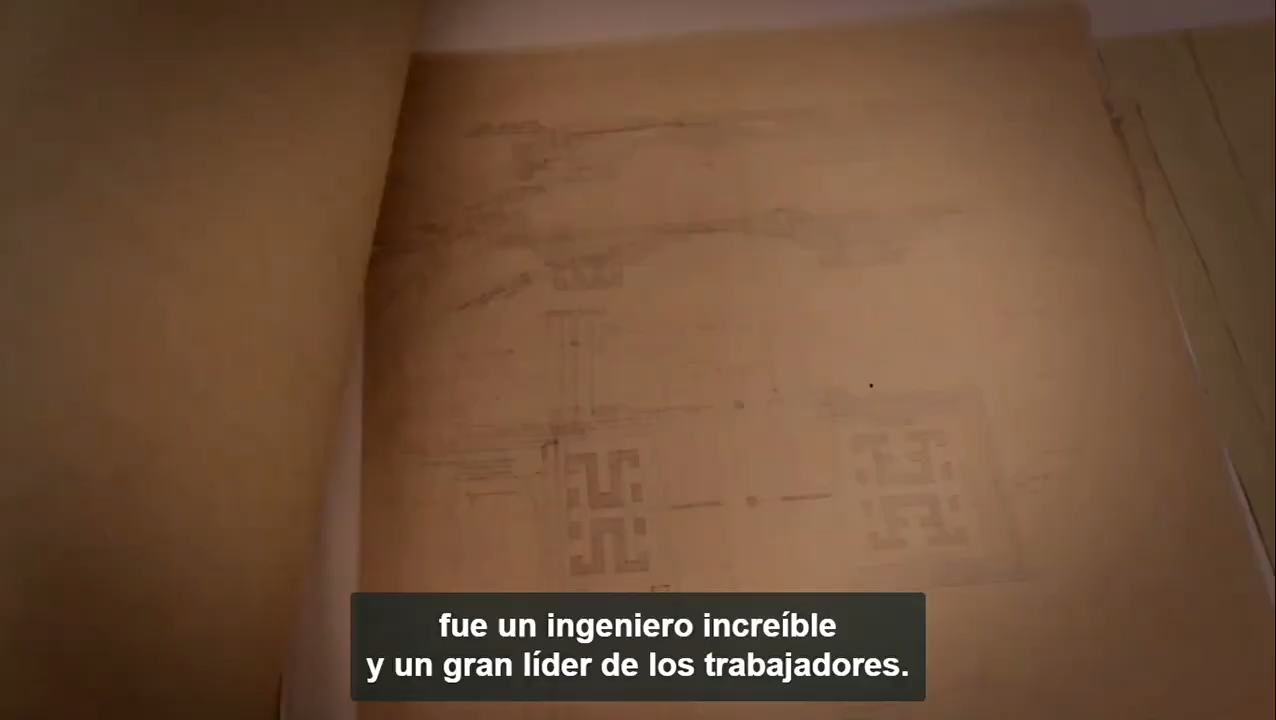 fue un ingeniero increíble
y un gran líder de los trabajadores.